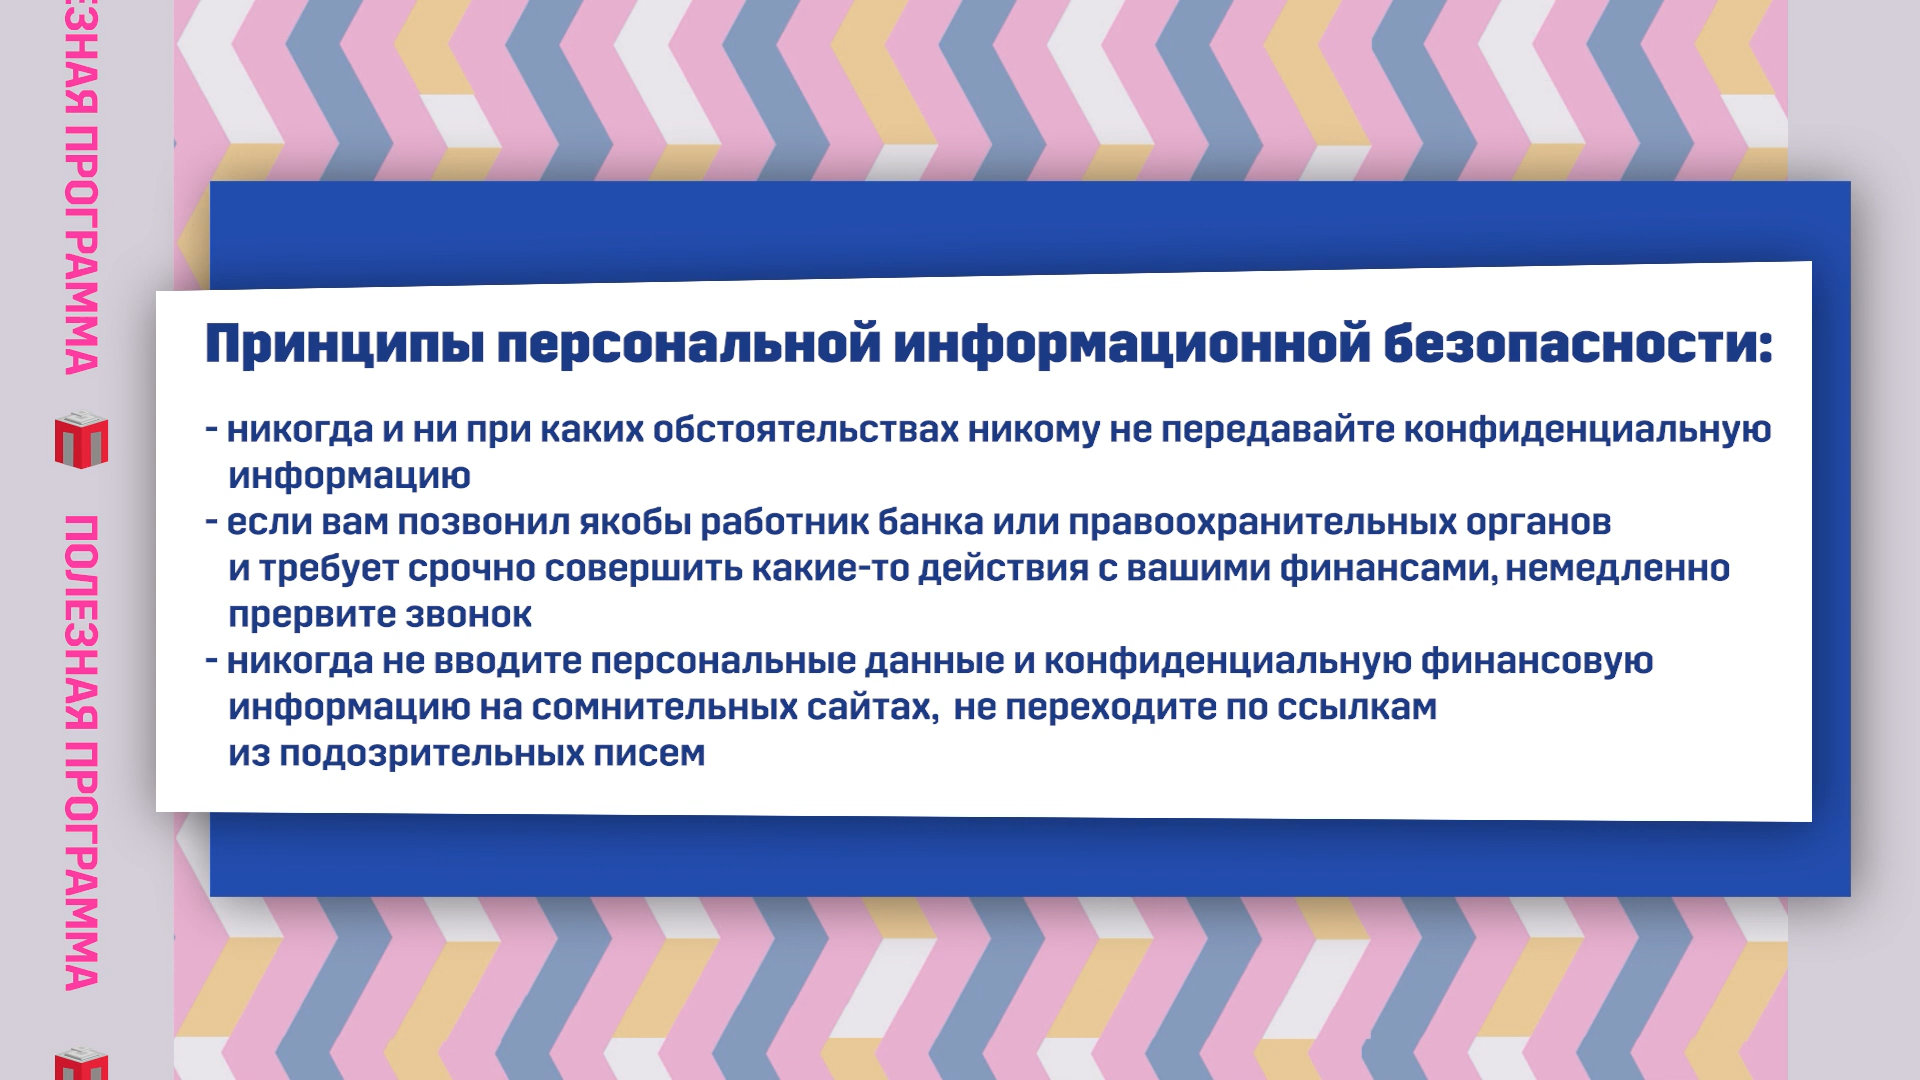 Принципы персональной информационной безопасности:
- никогда и ни при каких обстоятельствах никому не передавайте конфиденциальную
информацию
- если вам позвонил якобы работник банка или правоохранительных органов
и требует срочно совершить какие-то действия с вашими финансами, немедленно
прервите звонок
- никогда не вводите персональные данные и конфиденциальную финансовую
информацию на сомнительных сайтах, не переходите по ссылкам
из подозрительных писем
ЕЗНАЯ ПРОГРАММА
ПОЛЕЗНАЯ ПРОГРАММА